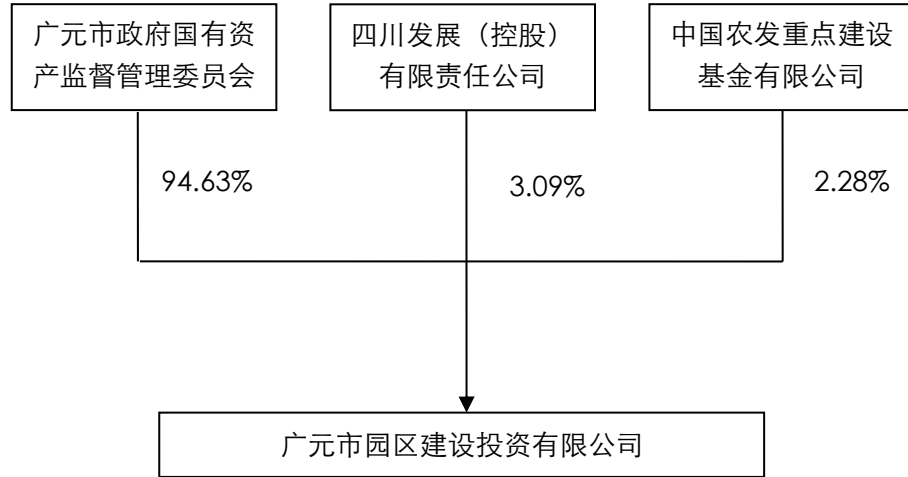 广元市政府国有资
产监督管理委员会
四川发展（控股）
有限责任公司
中国农发重点建设
基金有限公司
94.63%
3.09%
2.28%
广元市园区建设投资有限公司